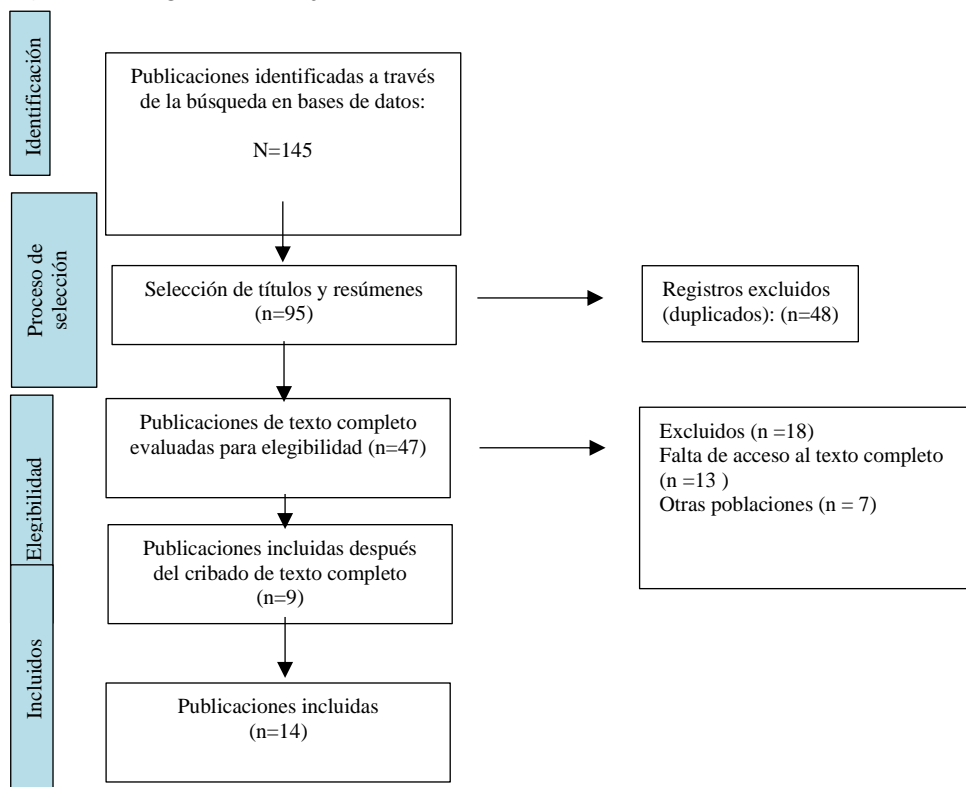 Identificación
Publicaciones identificadas a través
de la búsqueda en bases de datos:
N=145
Proceso de
selección
Selección de títulos y resúmenes
(n=95)
Registros excluidos
(duplicados): (n=48)
Elegibilidad
Publicaciones de texto completo
evaluadas para elegibilidad (n=47)
Excluidos (n =18)
Falta de acceso al texto completo
(n =13 )
Otras poblaciones (n = 7)
Publicaciones incluidas después
del cribado de texto completo
(n=9)
Incluidos
Publicaciones incluidas
(n=14)